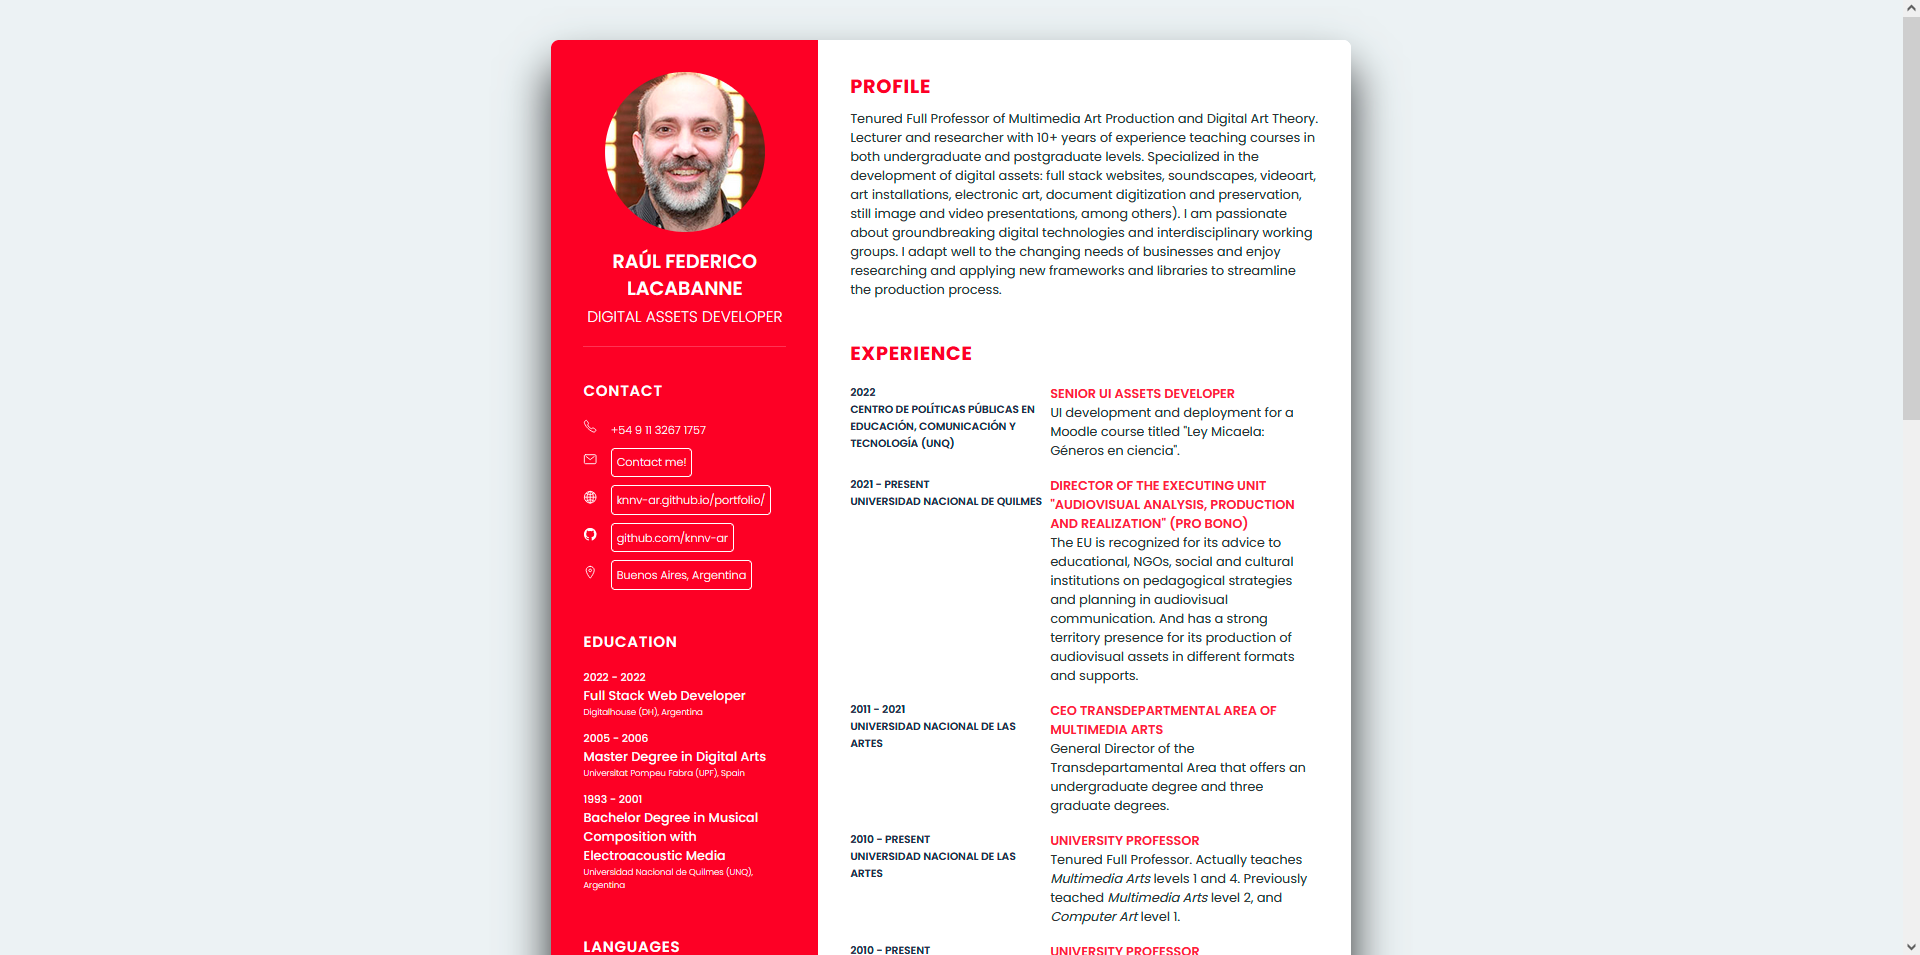 RAÚL FEDERICO
LACABANNE
DIGITAL ASSETS DEVELOPER
CONTACT
+54 9 11 3267 1757
Contact me!
knnv-ar.github.io/portfolio/
github.com/knnv-ar
Buenos Aires, Argentina
EDUCATION
2022 - 2022
Full Stack Web Developer
Digitalhouse (DH), Argentina
2005 - 2006
Master Degree in Digital Arts
Universitat Pompeu Fabra (UPF), Spain
1993 - 2001
Bachelor Degree in Musical
Composition with
Electroacoustic Media
Universidad Nacional de Quilmes (UNQ),
Argentina
LANGUAGES
PROFILE
Tenured Full Professor of Multimedia Art Production and Digital Art Theory.
Lecturer and researcher with 10+ years of experience teaching courses in
both undergraduate and postgraduate levels. Specialized in the
development of digital assets: full stack websites, soundscapes, videoart,
art installations, electronic art, document digitization and preservation,
still image and video presentations, among others). I am passionate
about groundbreaking digital technologies and interdisciplinary working
groups. I adapt well to the changing needs of businesses and enjoy
researching and applying new frameworks and libraries to streamline
the production process.
EXPERIENCE
2022
CENTRO DE POLÍTICAS PÚBLICAS EN
EDUCACIÓN, COMUNICACIÓN Y
TECNOLOGÍA (UNQ)
SENIOR UI ASSETS DEVELOPER
UI development and deployment for a
Moodle course titled "Ley Micaela:
Géneros en ciencia".
2021 - PRESENT
UNIVERSIDAD NACIONAL DE QUILMES
DIRECTOR OF THE EXECUTING UNIT
"AUDIOVISUAL ANALYSIS, PRODUCTION
AND REALIZATION" (PRO BONO)
The EU is recognized for its advice to
educational, NGOs, social and cultural
institutions on pedagogical strategies
and planning in audiovisual
communication. And has a strong
territory presence for its production of
audiovisual assets in different formats
and supports.
2011 - 2021
UNIVERSIDAD NACIONAL DE LAS
ARTES
CEO TRANSDEPARTMENTAL AREA OF
MULTIMEDIA ARTS
General Director of the
Transdepartamental Area that offers an
undergraduate degree and three
graduate degrees.
2010 - PRESENT
UNIVERSIDAD NACIONAL DE LAS
ARTES
UNIVERSITY PROFESSOR
Tenured Full Professor. Actually teaches
Multimedia Arts levels 1 and 4. Previously
teached Multimedia Arts level 2, and
Computer Art level 1.
2010 - PRESENT
UNIVERSITY PROFESSOR